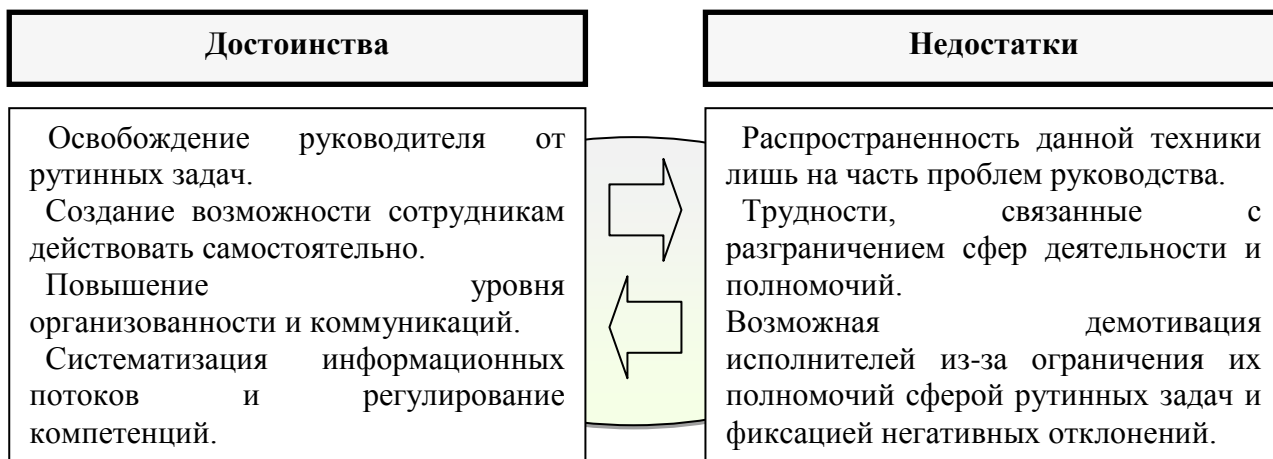 Достоинства
Освобождение руководителя от
рутинных задач.
Создание возможности сотрудникам
действовать самостоятельно.
Повышение уровня
организованности и коммуникаций.
Систематизация информационных
потоков и регулирование
компетенций.
Недостатки
Распространенность данной техники
лишь на часть проблем руководства.
Трудности, связанные с
разграничением сфер деятельности и
полномочий.
Возможная демотивация
исполнителей из-за ограничения их
полномочий сферой рутинных задач и
фиксацией негативных отклонений.